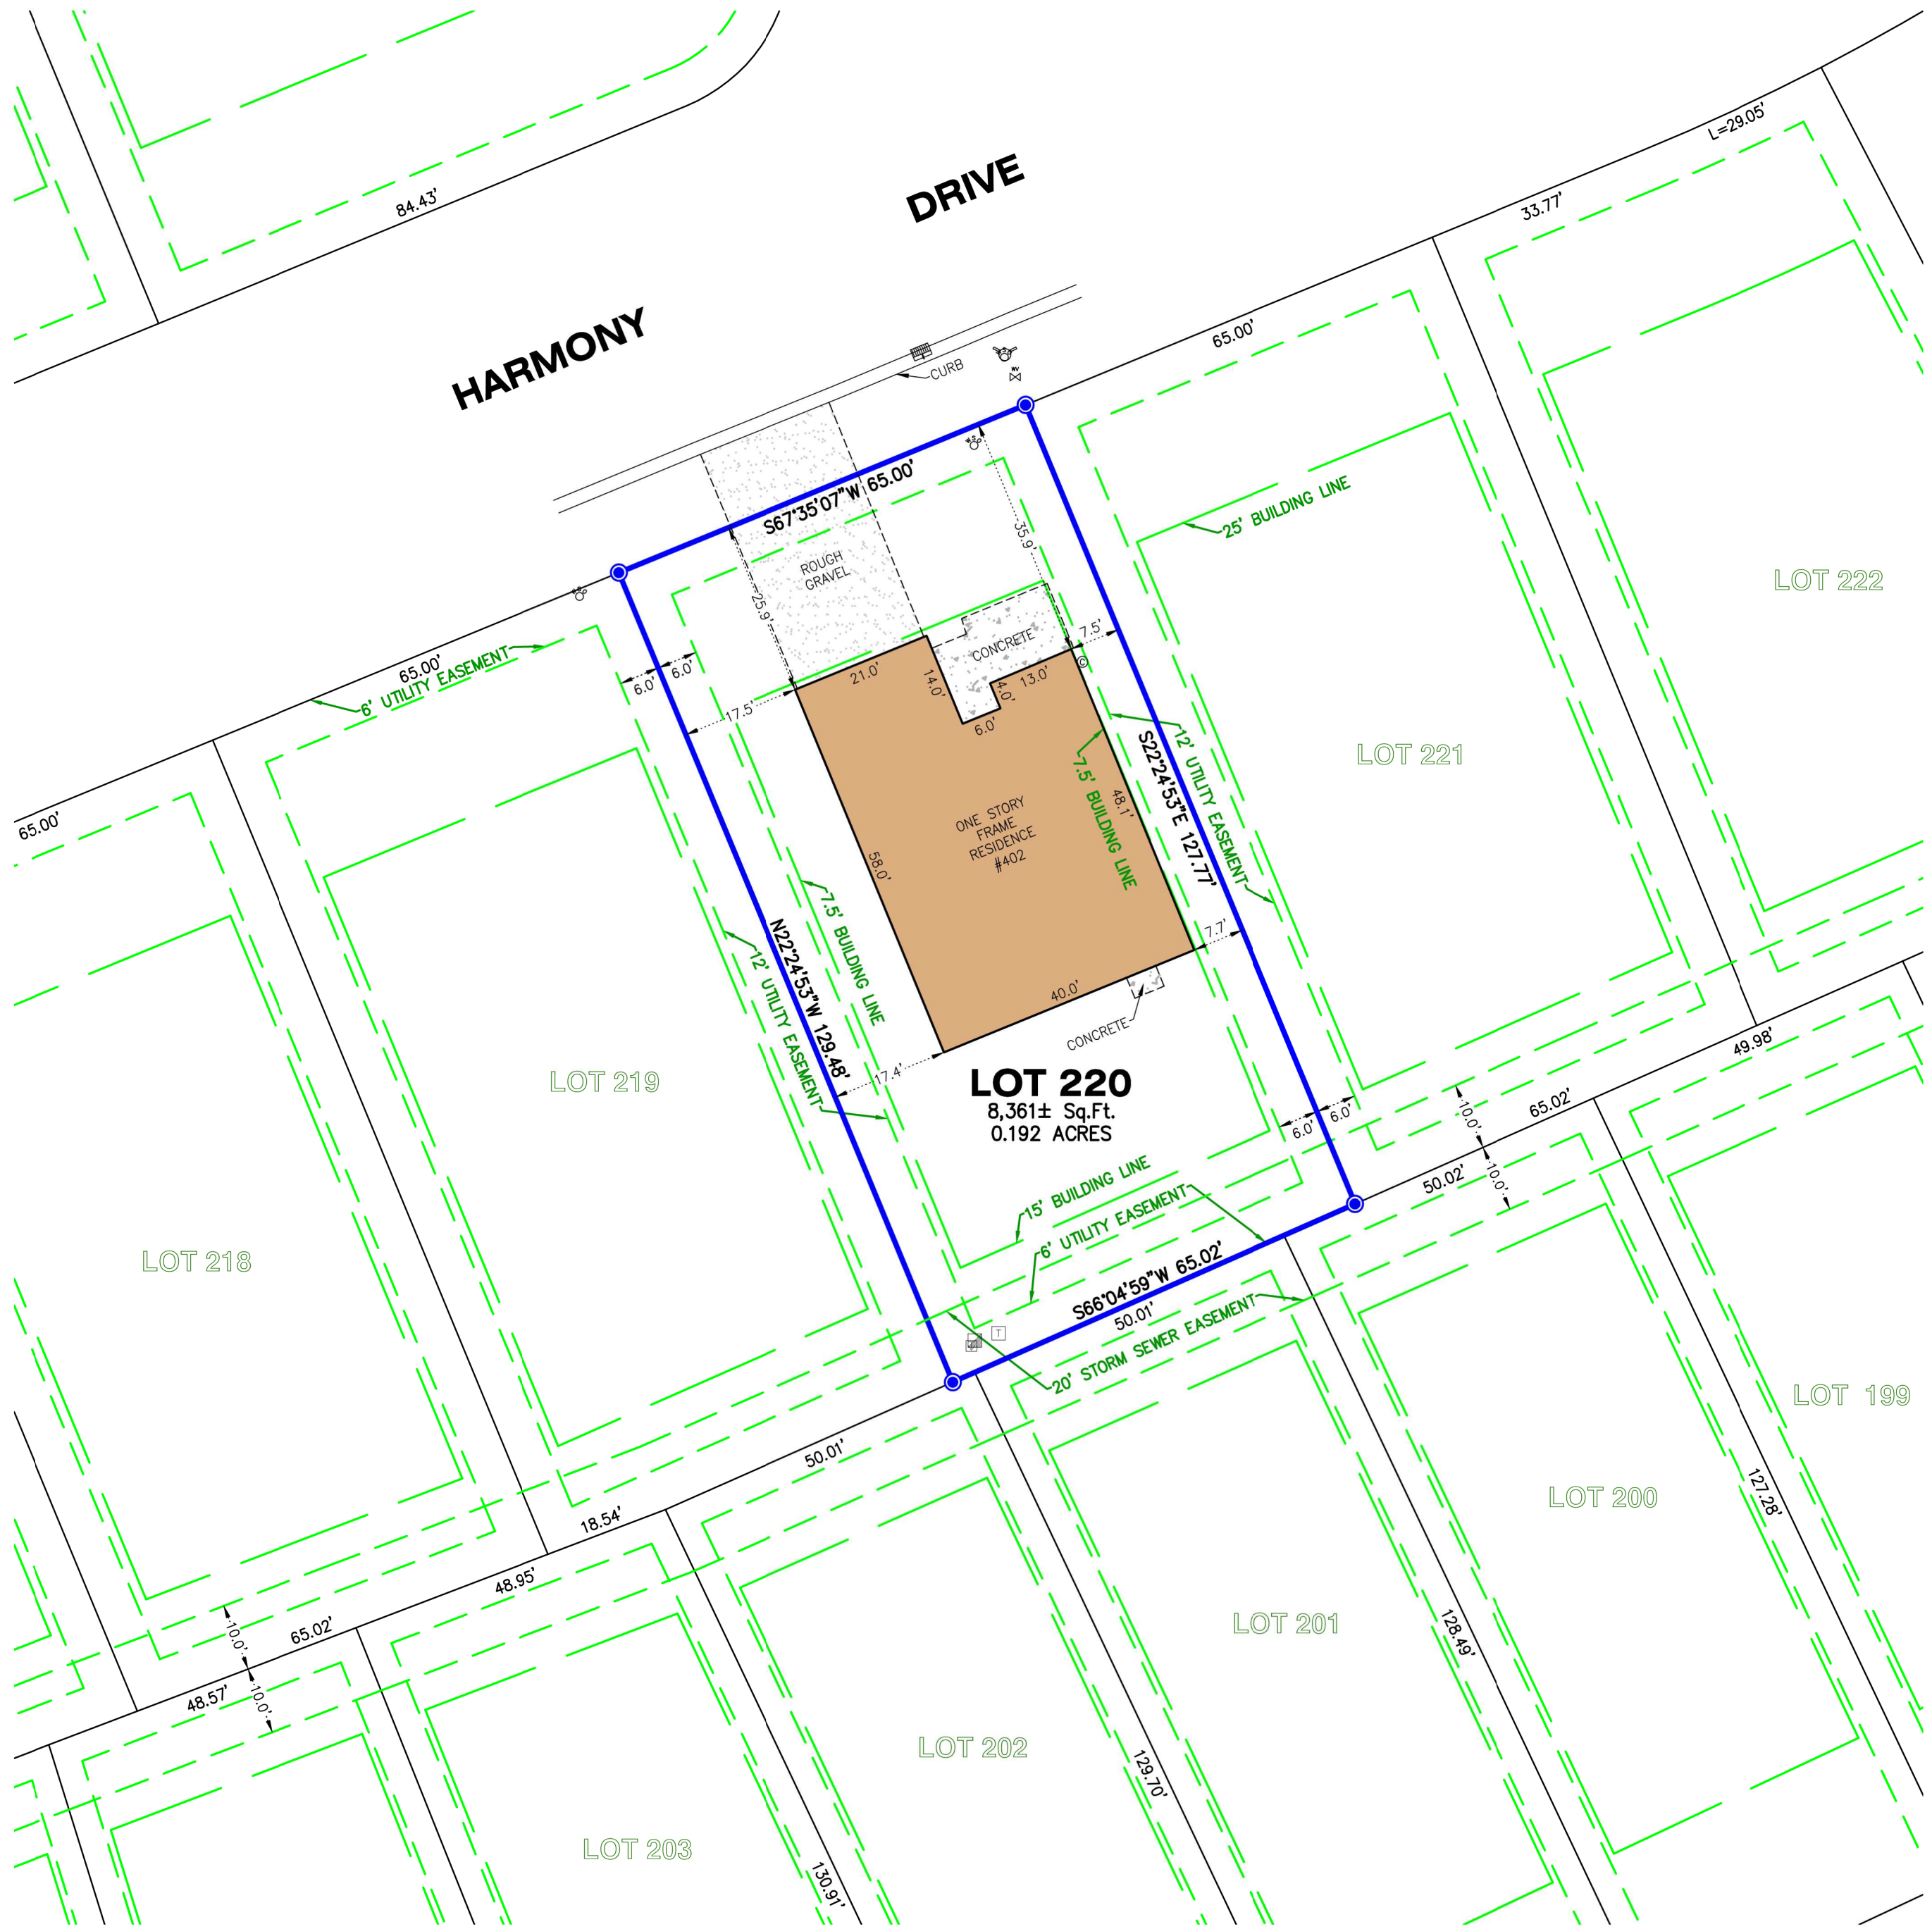 L=29.05'
DRIVE
84.43'
33.77'
HARMONY
65.00'
CURB
WV
S67°35'07"W 65.00'
25' BUILDING LINE
35.9'
ROUGH
GRAVEL
25.9'
LOT 222
65.00'
6' UTILITY EASEMENT
6.0'
6.0'
7.5'
CONCRETE
21.0'
14.0'
4.0'
13.0'
6.0'
17.5'
©
65.00'
12' UTILITY EASEMENT
S22°24'53"E 127.77'
7.5' BUILDING LINE
48.1'
LOT 221
ONE STORY
FRAME
RESIDENCE
#402
58.0'
7.5' BUILDING LINE
N22°24'53"W 129.48'
12' UTILITY EASEMENT
7.7'
40.0'
CONCRETE
17.4'
LOT 219
LOT 220
8,361± Sq.Ft.
0.192 ACRES
49.98'
65.02'
10.0'
10.0'
6.0'
6.0'
50.02'
15' BUILDING LINE
6' UTILITY EASEMENT
S66°04'59"W 65.02'
50.01'
20' STORM SEWER EASEMENT
T
LOT 218
LOT 199
50.01'
18.54'
48.95'
65.02'
10.0'
10.0'
48.57'
LOT 200
127.28'
LOT 201
128.49'
LOT 202
129.70'
LOT 203
130.91'